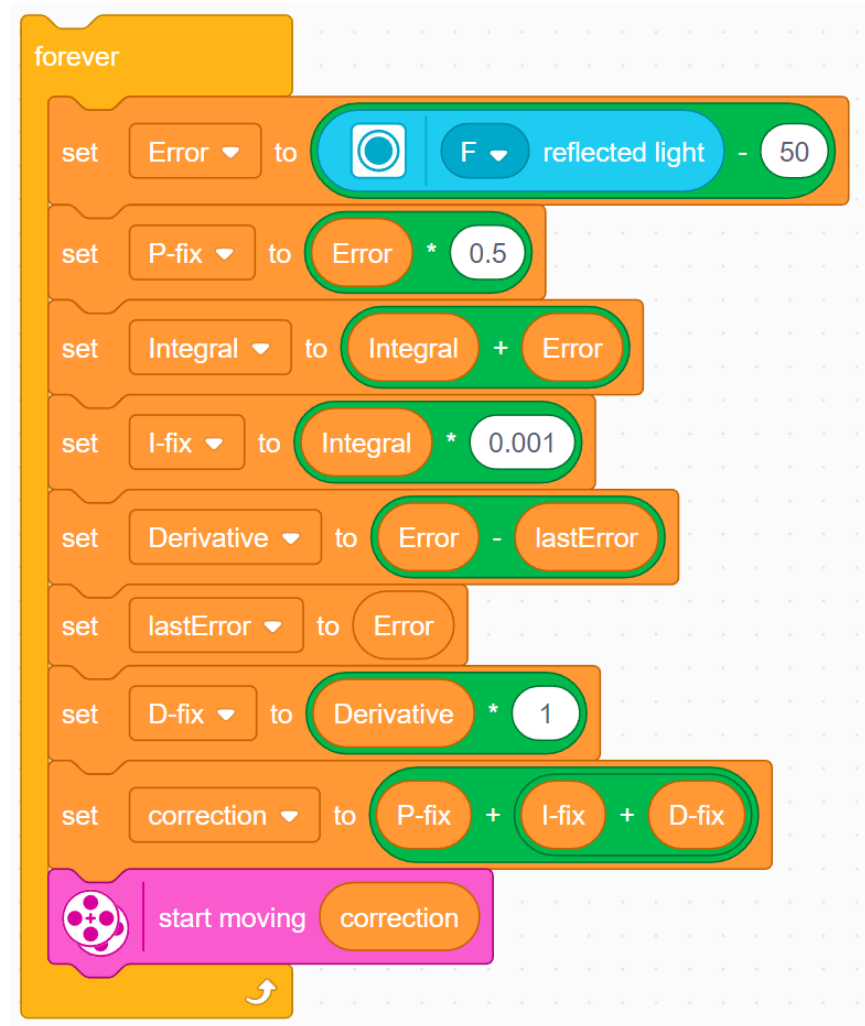 forever
set Error to F reflected light - 50
set P-fix to Error * 0.5
set Integral to Integral + Error
set I-fix to Integral * 0.001
set Derivative to Error - lastError
set lastError to Error
set D-fix to Derivative * 1
set correction to P-fix + I-fix + D-fix
start moving correction